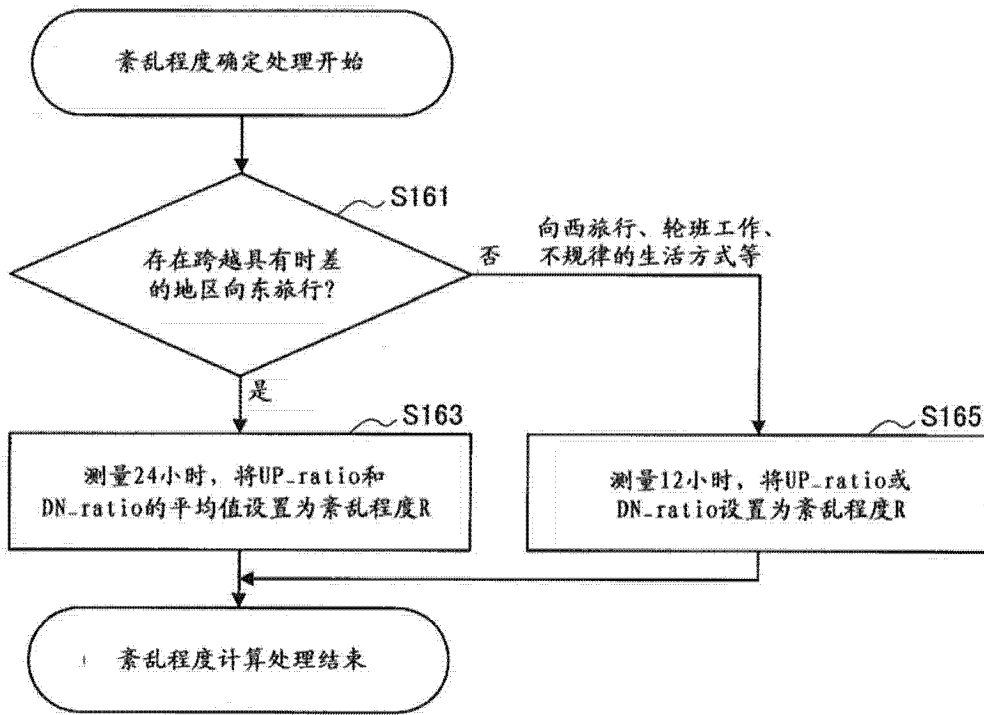 紊乱程度确定处理开始
S161
存在跨越具有时差
的地区向东旅行?
否
向西旅行、轮班工作、
不规律的生活方式等
是
S163
测量24小时，将UP_ratio和
DN_ratio的平均值设置为紊乱程度R
S165
测量12小时，将UP_ratio或
DN_ratio设置为紊乱程度R
紊乱程度计算处理结束